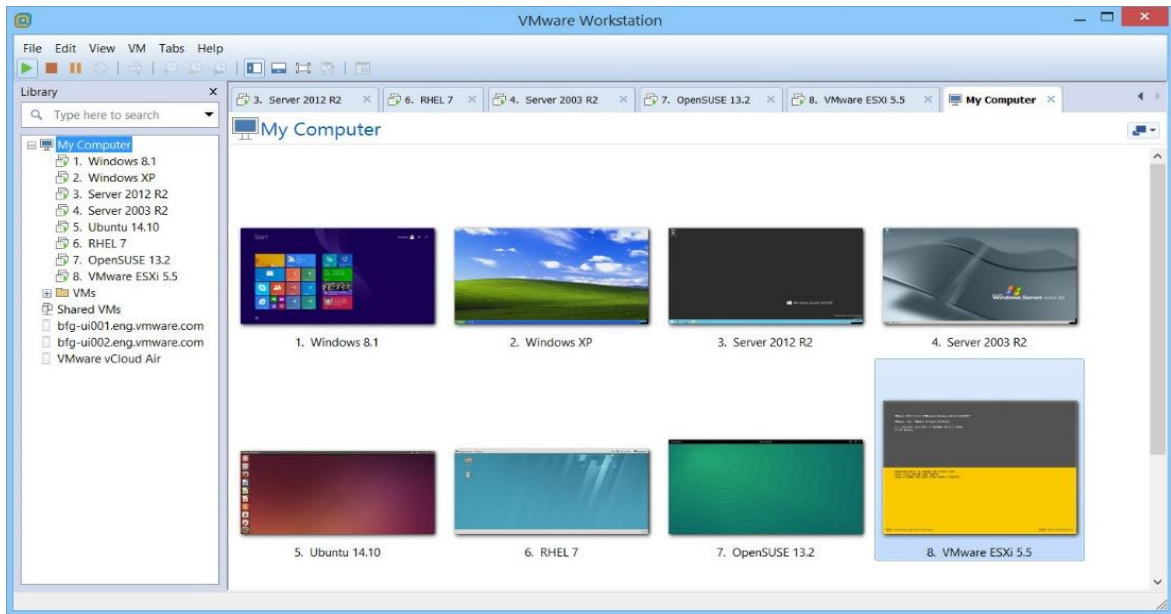 VMware Workstation
File Edit View VM Tabs Help
Library
Type here to search
My Computer
1. Windows 8.1
2. Windows XP
3. Server 2012 R2
4. Server 2003 R2
5. Ubuntu 14.10
6. RHEL 7
7. OpenSUSE 13.2
8. VMware ESXi 5.5
VMs
Shared VMs
bfg-ui001.eng.vmware.com
bfg-ui002.eng.vmware.com
VMware vCloud Air
3. Server 2012 R2 6. RHEL 7 4. Server 2003 R2 7. OpenSUSE 13.2 8. VMware ESXi 5.5 My Computer
My Computer
Start
Windows Server
1. Windows 8.1 2. Windows XP 3. Server 2012 R2 4. Server 2003 R2
5. Ubuntu 14.10 6. RHEL 7 7. OpenSUSE 13.2 8. VMware ESXi 5.5